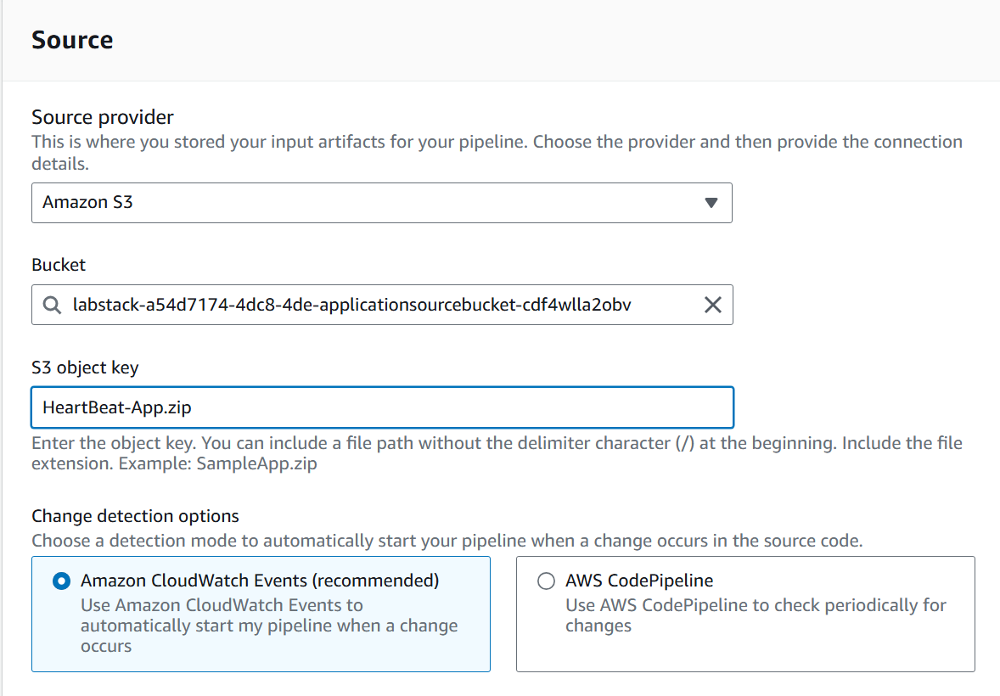 Source
Source provider
This is where you stored your input artifacts for your pipeline. Choose the provider and then provide the connection
details.
Amazon S3
Bucket
labstack-a54d7174-4dc8-4de-applicationsourcebucket-cdf4wlla2obv
S3 object key
HeartBeat-App.zip
Enter the object key. You can include a file path without the delimiter character (/) at the beginning. Include the file
extension. Example: SampleApp.zip
Change detection options
Choose a detection mode to automatically start your pipeline when a change occurs in the source code.
Amazon CloudWatch Events (recommended)
Use Amazon CloudWatch Events to
automatically start my pipeline when a change
occurs
AWS CodePipeline
Use AWS CodePipeline to check periodically for
changes